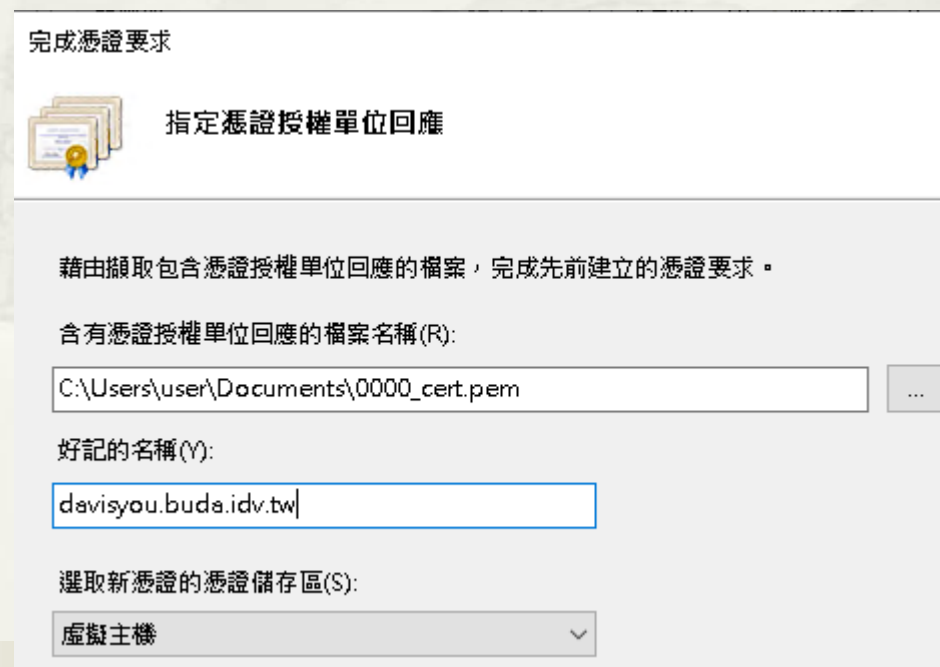 完成憑證要求
指定憑證授權單位回應
藉由擷取包含憑證授權單位回應的檔案，完成先前建立的憑證要求。
含有憑證授權單位回應的檔案名稱(R):
C:\Users\user\Documents\0000_cert.pem
...
好記的名稱(Y):
davisyou.buda.idv.tw
選取新憑證的憑證儲存區(S):
虛擬主機